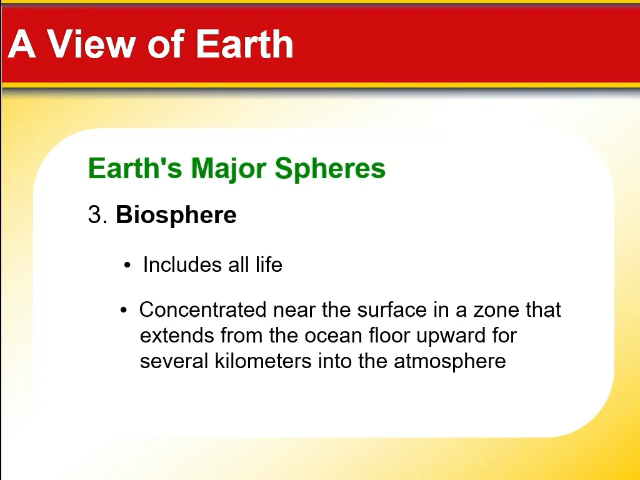 A View of Earth
Earth's Major Spheres
3. Biosphere
• Includes all life
• Concentrated near the surface in a zone that
extends from the ocean floor upward for
several kilometers into the atmosphere